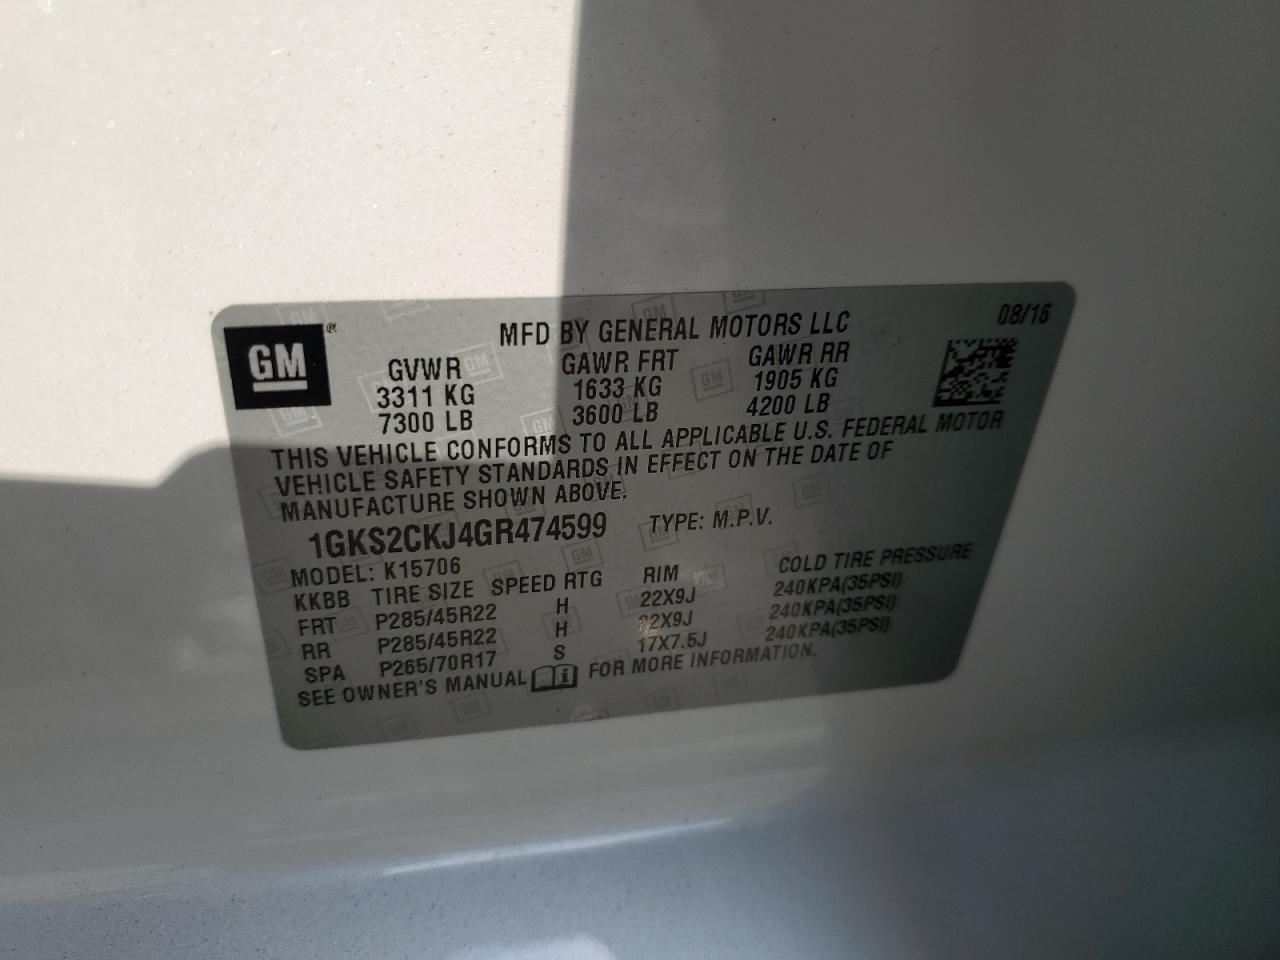 MFD BY GENERAL MOTORS LLC 08/16
GM ®
GVWR GAWR FRT GAWR RR
3311 KG 1633 KG 1905 KG
7300 LB 3600 LB 4200 LB
THIS VEHICLE CONFORMS TO ALL APPLICABLE U.S. FEDERAL MOTOR
VEHICLE SAFETY STANDARDS IN EFFECT ON THE DATE OF
MANUFACTURE SHOWN ABOVE.
1GKS2CKJ4GR474599 TYPE: M.P.V.
MODEL: K15706
KKBB TIRE SIZE SPEED RTG RIM COLD TIRE PRESSURE
FRT P285/45R22 H 22X9J 240KPA(35PSI)
RR P285/45R22 H 22X9J 240KPA(35PSI)
SPA P265/70R17 S 17X7.5J 240KPA(35PSI)
SEE OWNER'S MANUAL i FOR MORE INFORMATION.